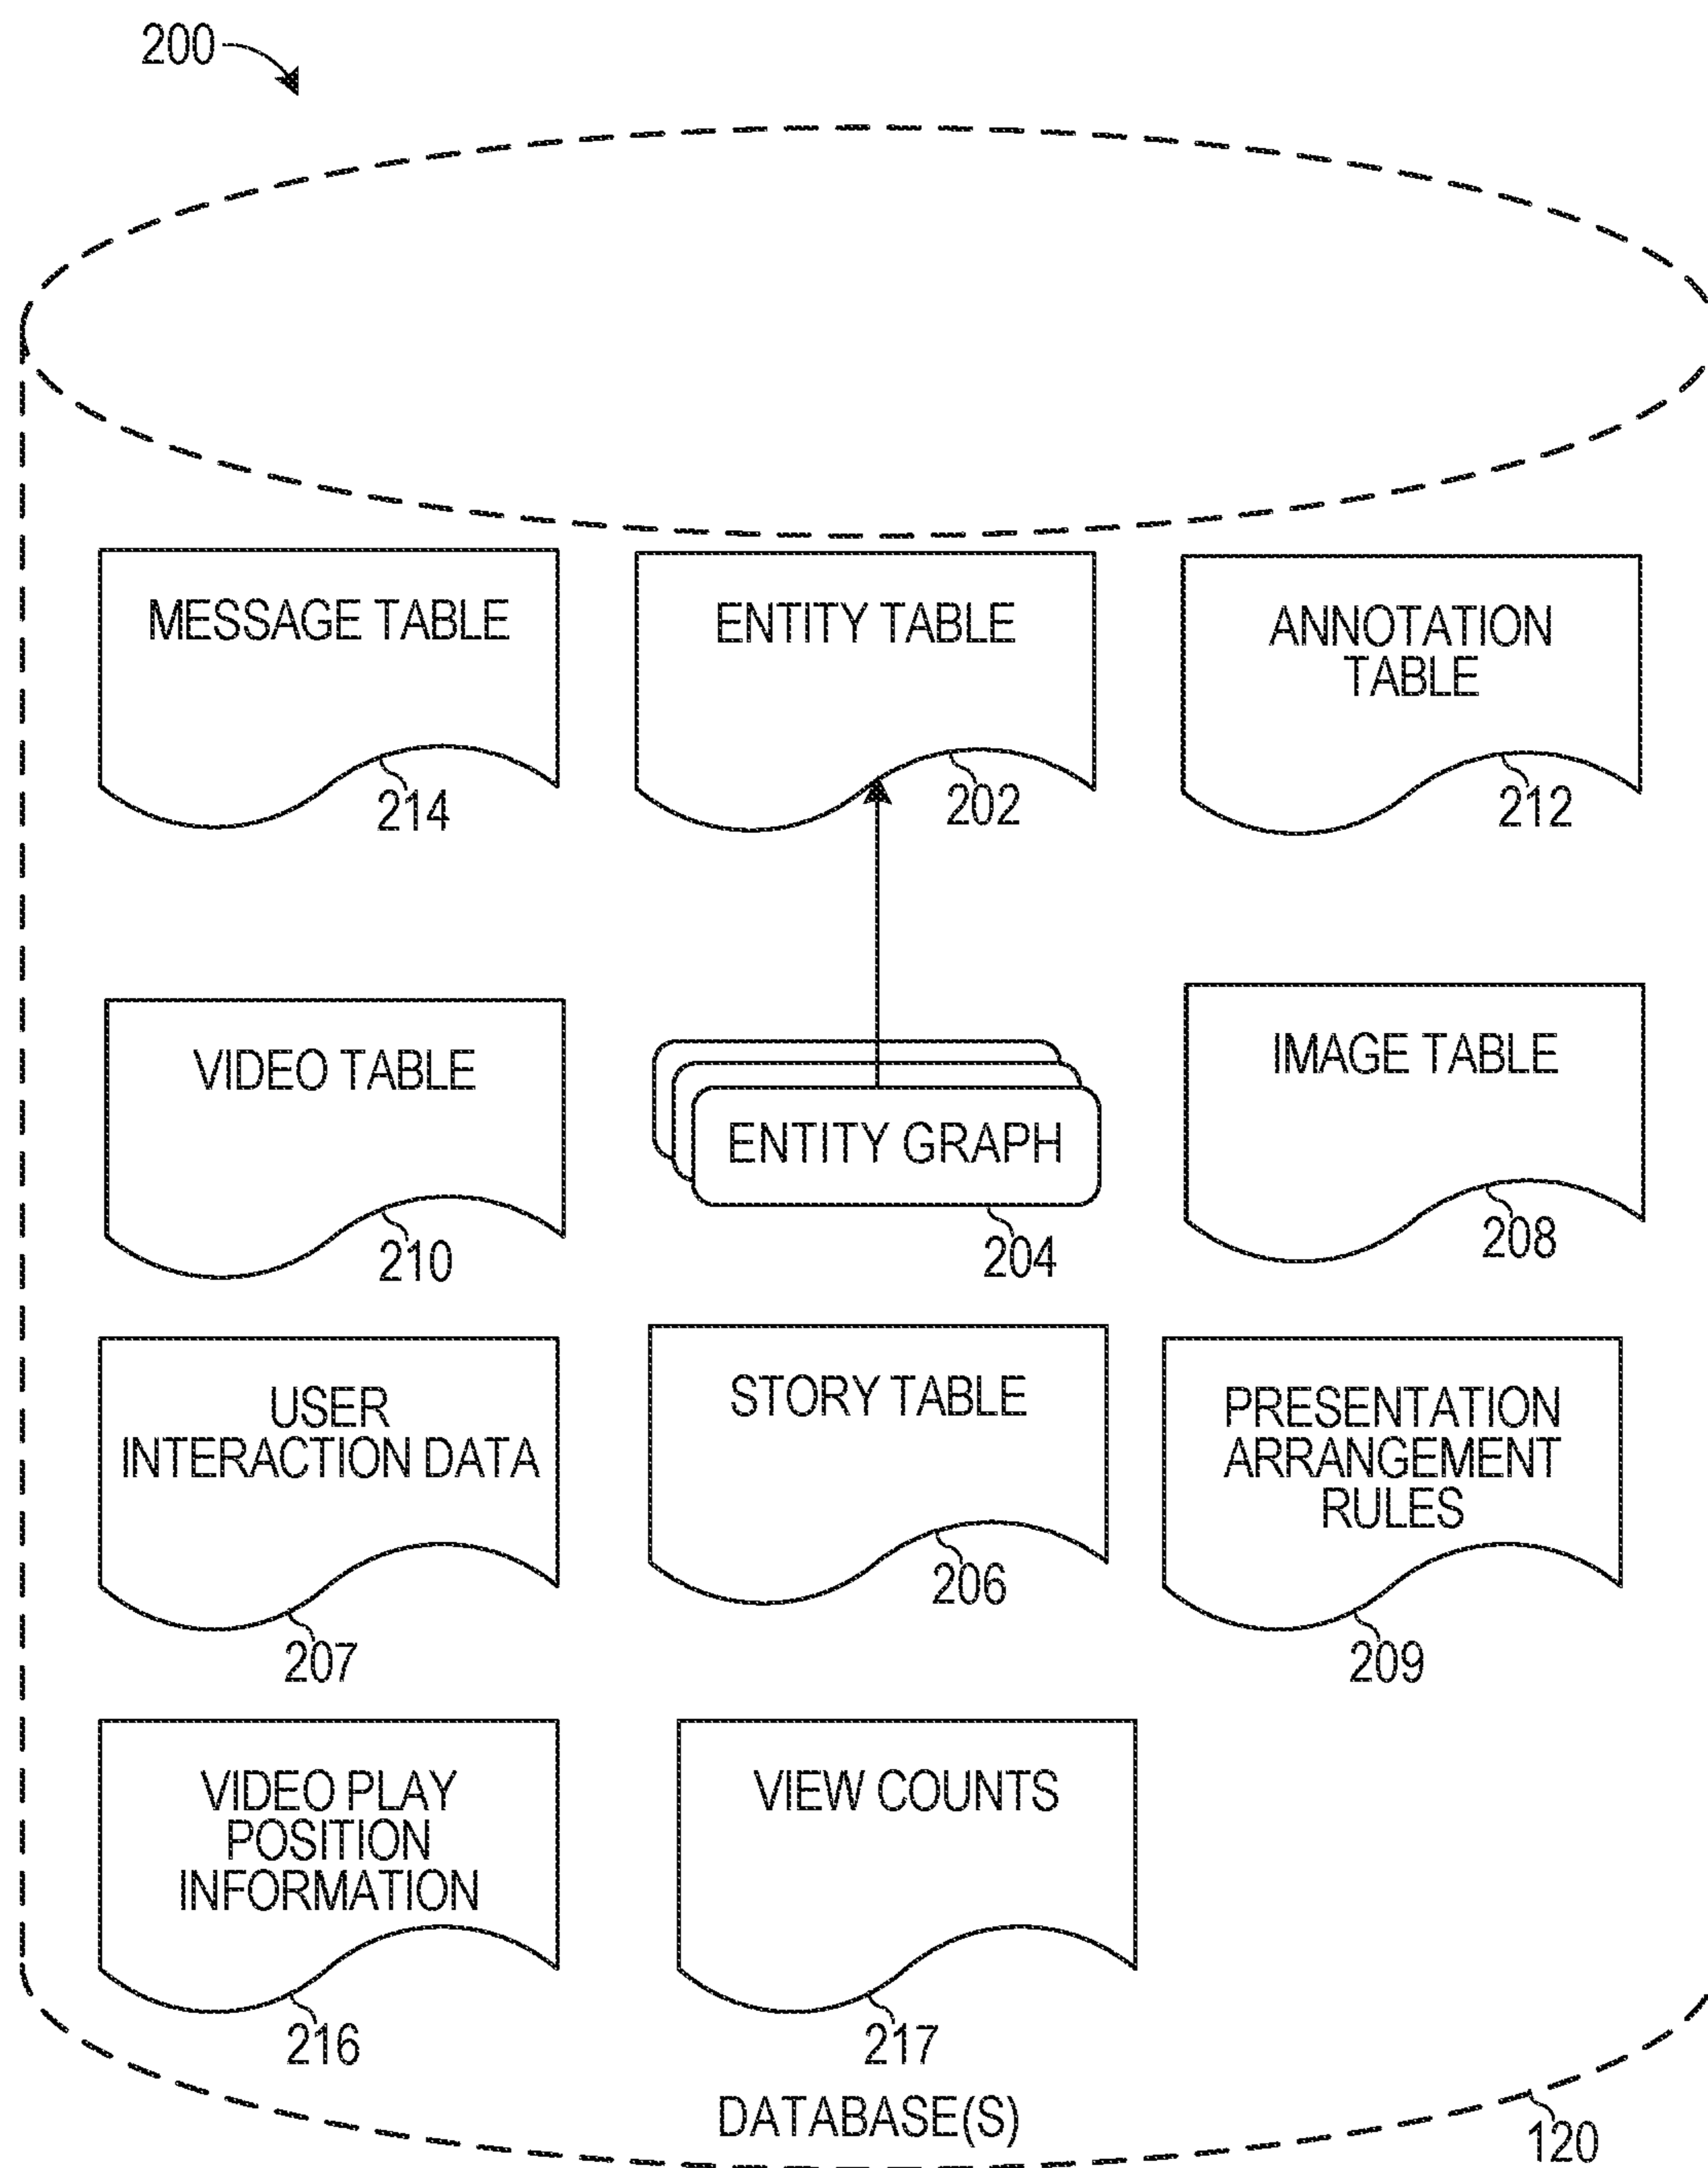 200
MESSAGE TABLE
214
ENTITY TABLE
202
ANNOTATION
TABLE
212
VIDEO TABLE
210
ENTITY GRAPH
204
IMAGE TABLE
208
USER
INTERACTION DATA
207
STORY TABLE
206
PRESENTATION
ARRANGEMENT
RULES
209
VIDEO PLAY
POSITION
INFORMATION
216
VIEW COUNTS
217
DATABASE(S)
120